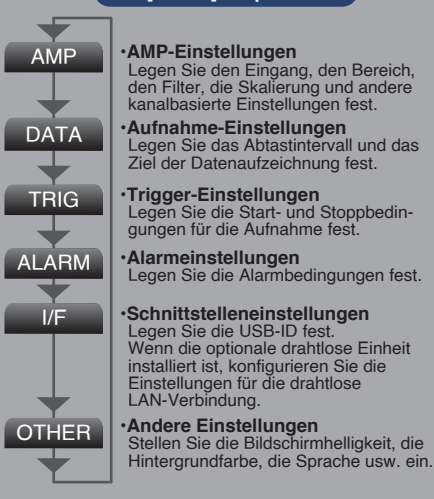 AMP
·AMP-Einstellungen
Legen Sie den Eingang, den Bereich,
den Filter, die Skalierung und andere
kanalbasierte Einstellungen fest.
DATA
·Aufnahme-Einstellungen
Legen Sie das Abtastintervall und das
Ziel der Datenaufzeichnung fest.
TRIG
·Trigger-Einstellungen
Legen Sie die Start- und Stoppbedin-
gungen für die Aufnahme fest.
ALARM
·Alarmeinstellungen
Legen Sie die Alarmbedingungen fest.
I/F
·Schnittstelleneinstellungen
Legen Sie die USB-ID fest.
Wenn die optionale drahtlose Einheit
installiert ist, konfigurieren Sie die
Einstellungen für die drahtlose
LAN-Verbindung.
OTHER
·Andere Einstellungen
Stellen Sie die Bildschirmhelligkeit, die
Hintergrundfarbe, die Sprache usw. ein.